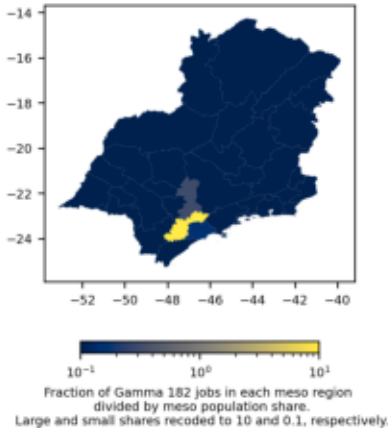 −14
−16
−18
−20
−22
−24
−52 −50 −48 −46 −44 −42 −40
10⁻¹ 10⁰ 10¹
Fraction of Gamma 182 jobs in each meso region
divided by meso population share.
Large and small shares recoded to 10 and 0.1, respectively